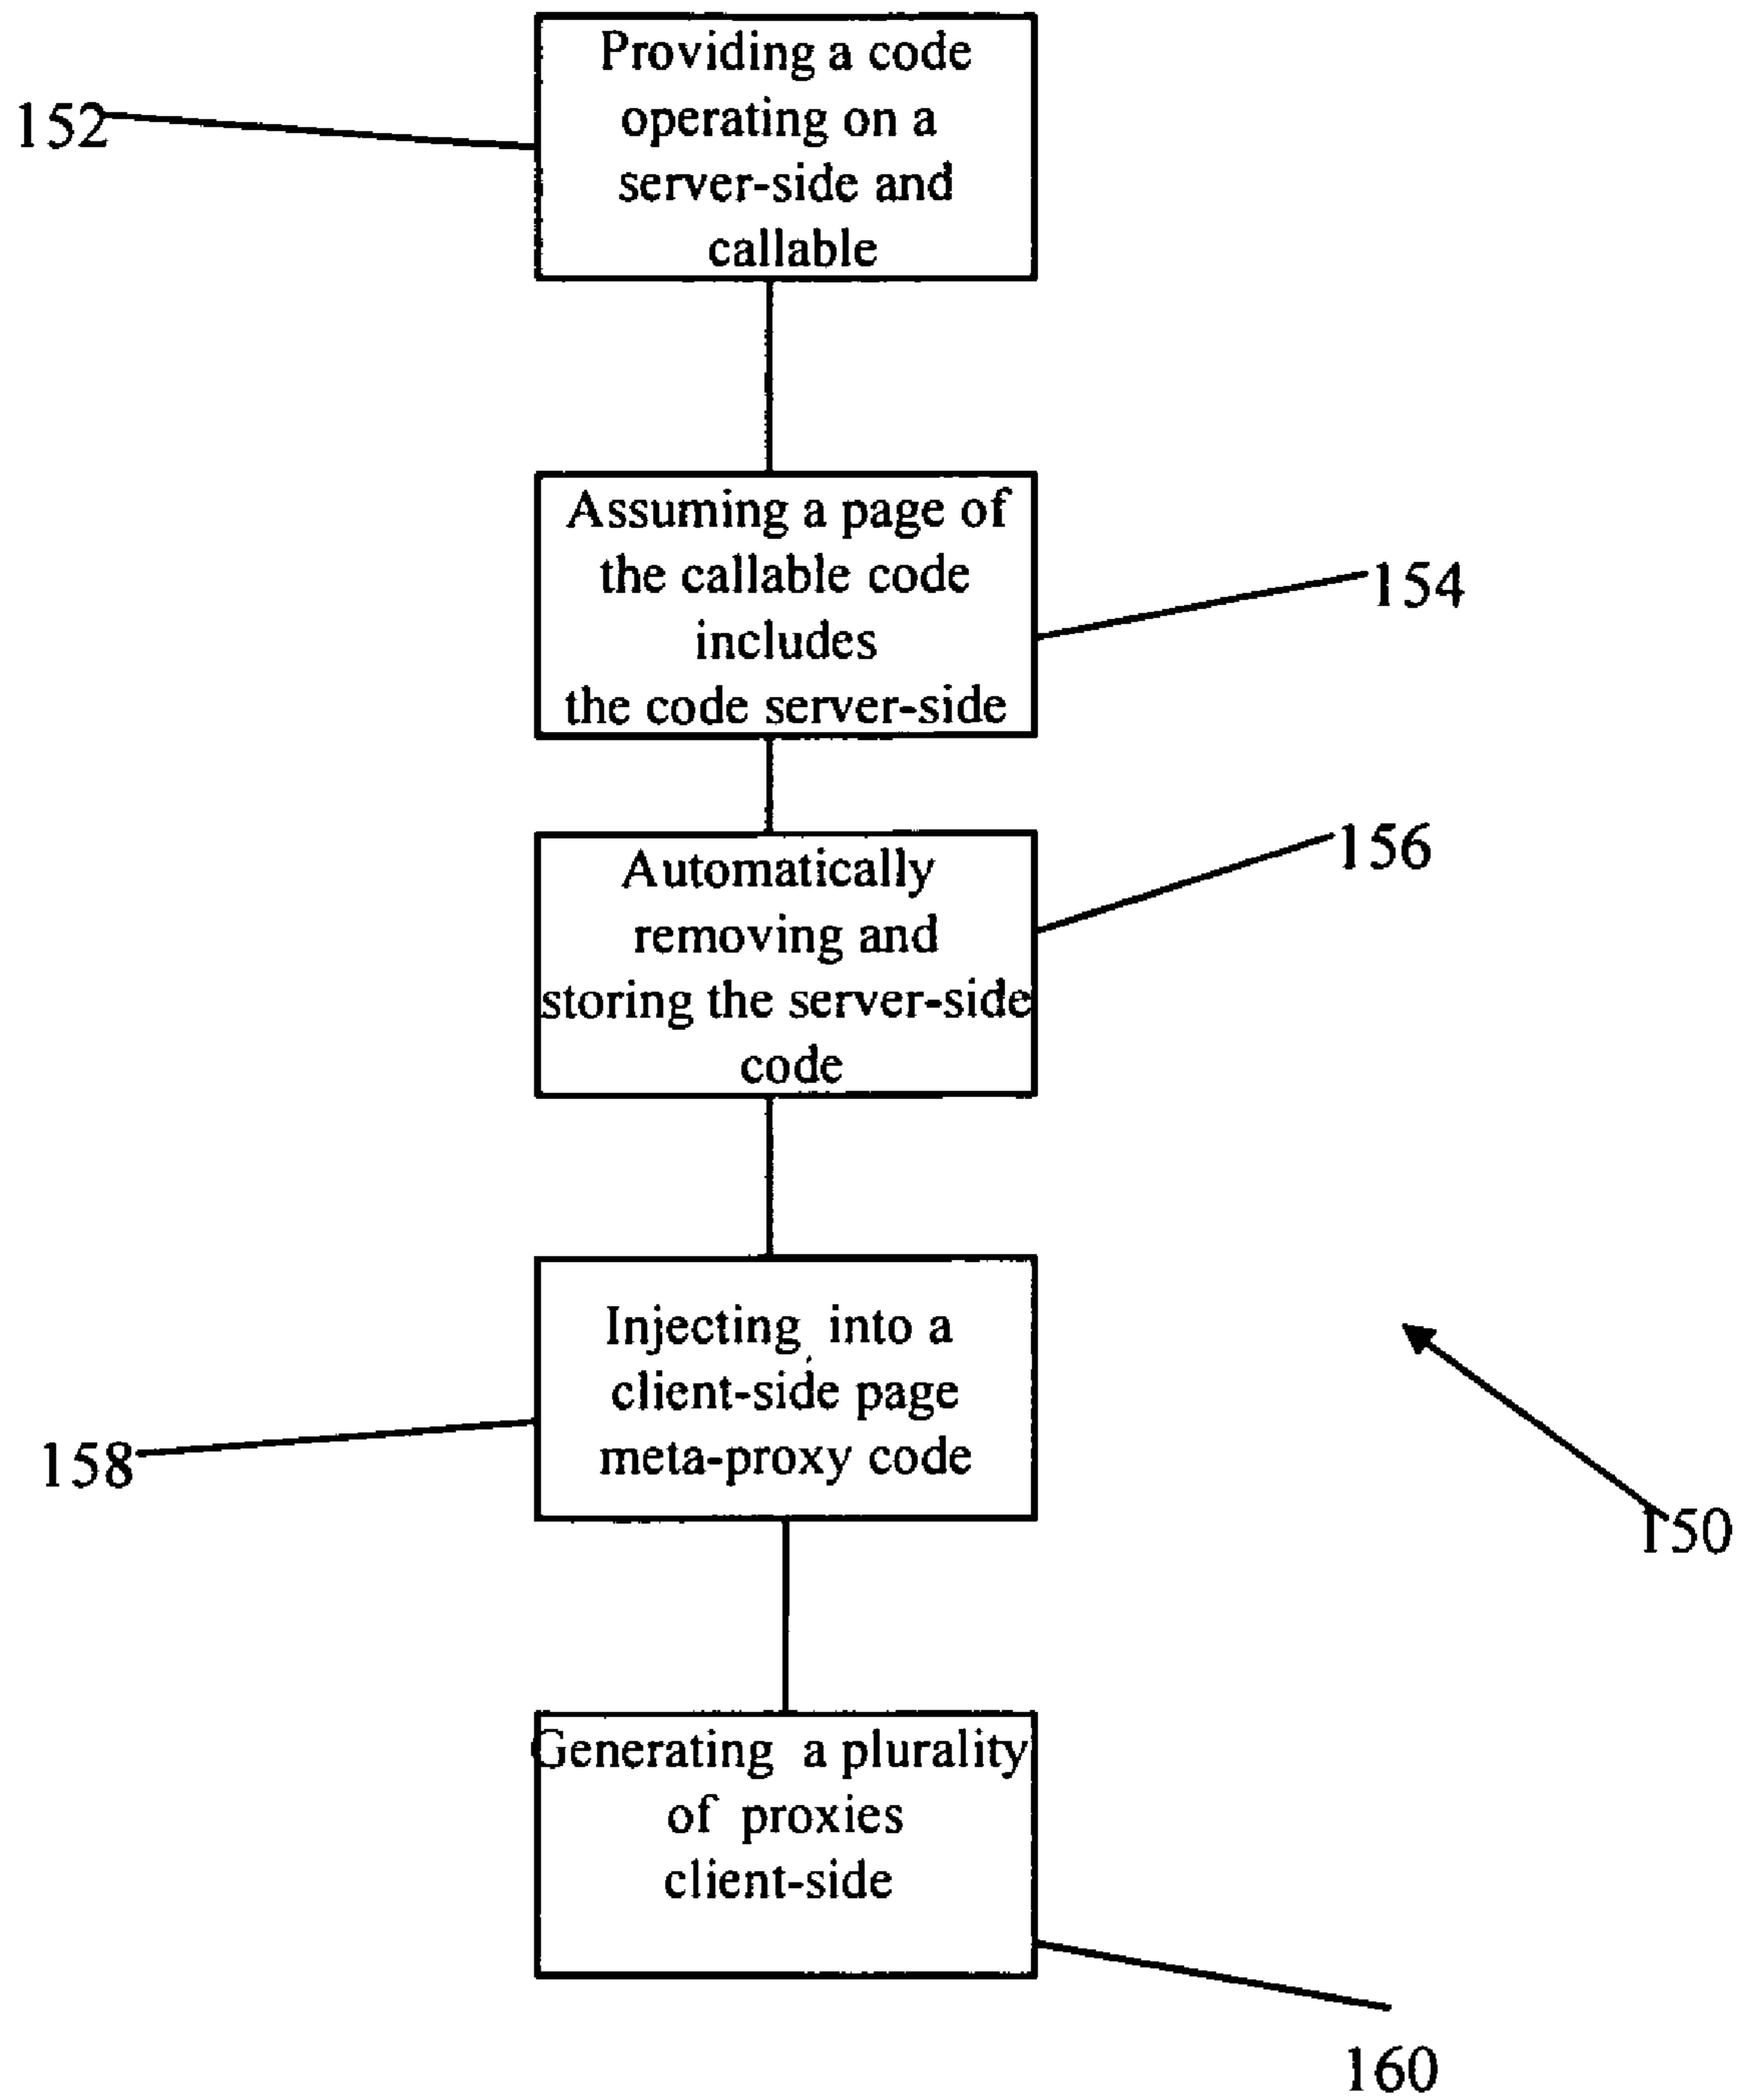 Providing a code
operating on a
server-side and
callable
152
Assuming a page of
the callable code
includes
the code server-side
154
Automatically
removing and
storing the server-side
code
156
Injecting into a
client-side page
meta-proxy code
158
150
Generating a plurality
of proxies
client-side
160